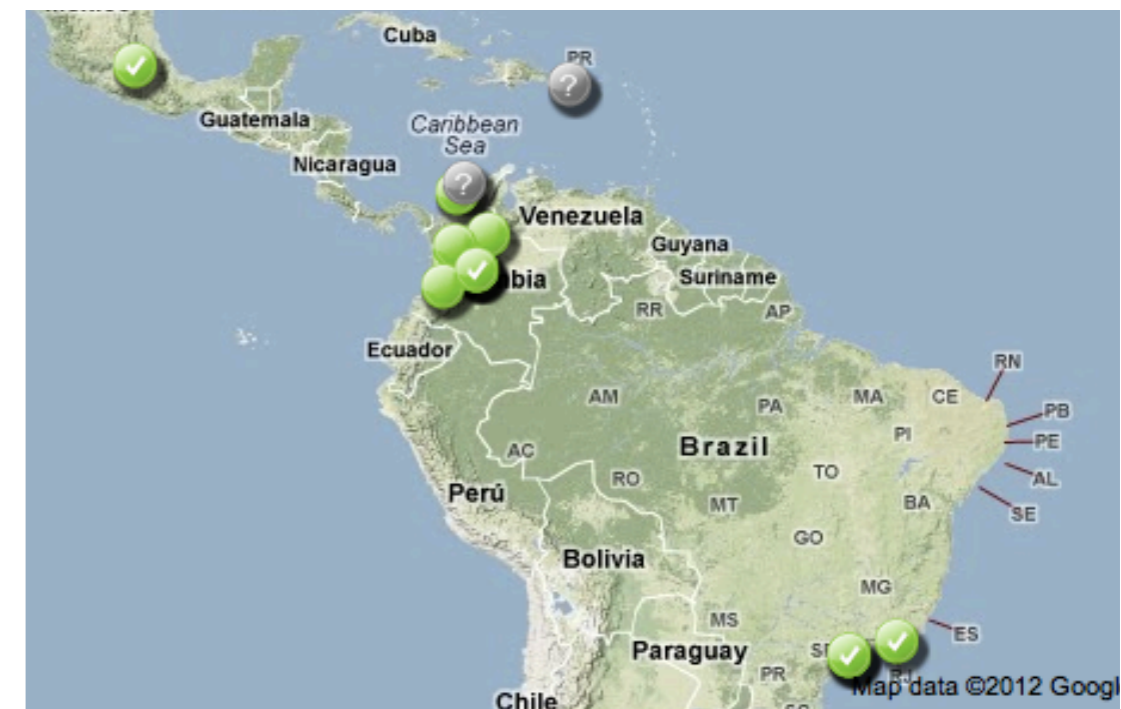 Cuba
PR
Guatemala
Caribbean
Sea
Nicaragua
Venezuela
Guyana
bia
Suriname
RR
AP
Ecuador
RN
AM
PA
MA
CE
PB
PI
PE
Brazil
AC
TO
AL
RO
Perú
MT
BA
SE
GO
Bolivia
MG
MS
ES
Paraguay
PR
RJ
Map data ©2012 Googl
Chile